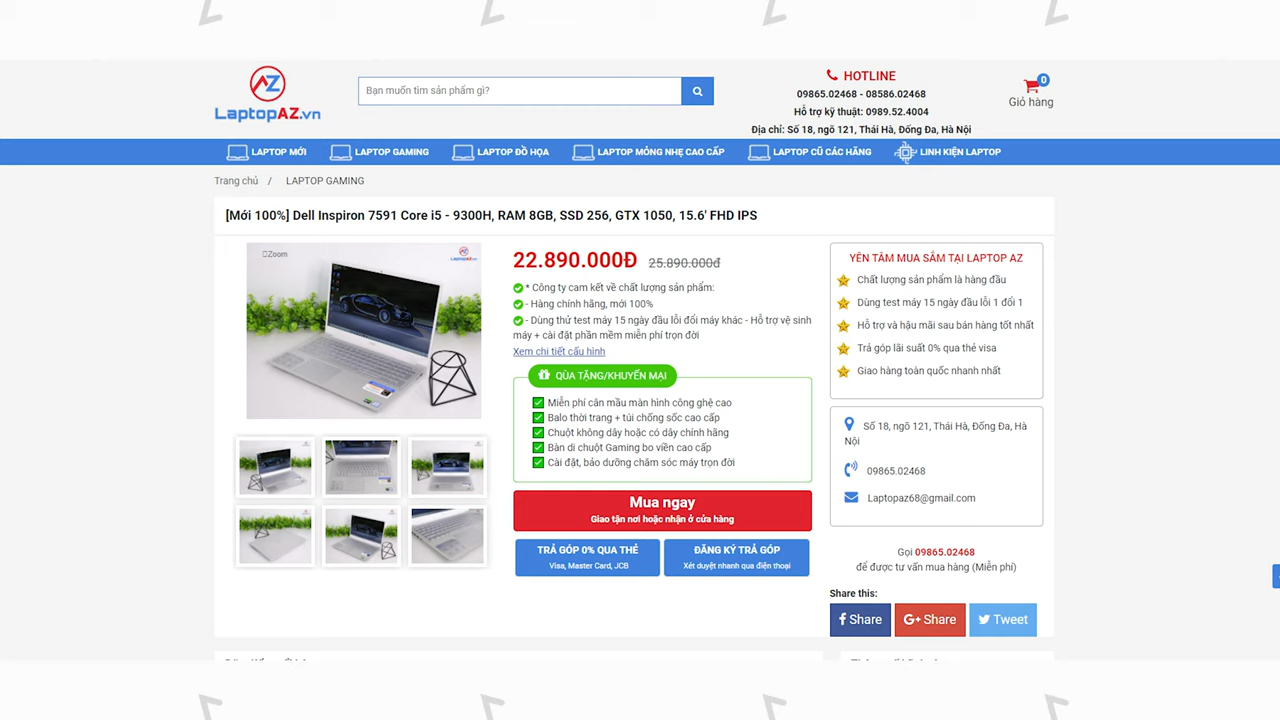 AZ
LaptopAZ.vn
Bạn muốn tìm sản phẩm gì?
HOTLINE
09865.02468 - 08586.02468
Hỗ trợ kỹ thuật: 0989.52.4004
Địa chỉ: Số 18, ngõ 121, Thái Hà, Đống Đa, Hà Nội
0
Giỏ hàng
LAPTOP MỚI
LAPTOP GAMING
LAPTOP ĐỒ HỌA
LAPTOP MỎNG NHẸ CAO CẤP
LAPTOP CŨ CÁC HÃNG
LINH KIỆN LAPTOP
Trang chủ / LAPTOP GAMING
[Mới 100%] Dell Inspiron 7591 Core i5 - 9300H, RAM 8GB, SSD 256, GTX 1050, 15.6' FHD IPS
Zoom
LaptopAZ.vn
22.890.000Đ 25.890.000đ
* Công ty cam kết về chất lượng sản phẩm:
- Hàng chính hãng, mới 100%
- Dùng thử test máy 15 ngày đầu lỗi đổi máy khác - Hỗ trợ vệ sinh
máy + cài đặt phần mềm miễn phí trọn đời
Xem chi tiết cấu hình
QÙA TẶNG/KHUYẾN MẠI
Miễn phí cân mầu màn hình công ghệ cao
Balo thời trang + túi chống sốc cao cấp
Chuột không dây hoặc có dây chính hãng
Bàn di chuột Gaming bo viền cao cấp
Cài đặt, bảo dưỡng chăm sóc máy trọn đời
Mua ngay
Giao tận nơi hoặc nhận ở cửa hàng
TRẢ GÓP 0% QUA THẺ
Visa, Master Card, JCB
ĐĂNG KÝ TRẢ GÓP
Xét duyệt nhanh qua điện thoại
YÊN TÂM MUA SẮM TẠI LAPTOP AZ
Chất lượng sản phẩm là hàng đầu
Dùng test máy 15 ngày đầu lỗi 1 đổi 1
Hỗ trợ và hậu mãi sau bán hàng tốt nhất
Trả góp lãi suất 0% qua thẻ visa
Giao hàng toàn quốc nhanh nhất
Số 18, ngõ 121, Thái Hà, Đống Đa, Hà
Nội
09865.02468
Laptopaz68@gmail.com
Gọi 09865.02468
để được tư vấn mua hàng (Miễn phí)
Share this:
Share
G+ Share
Tweet